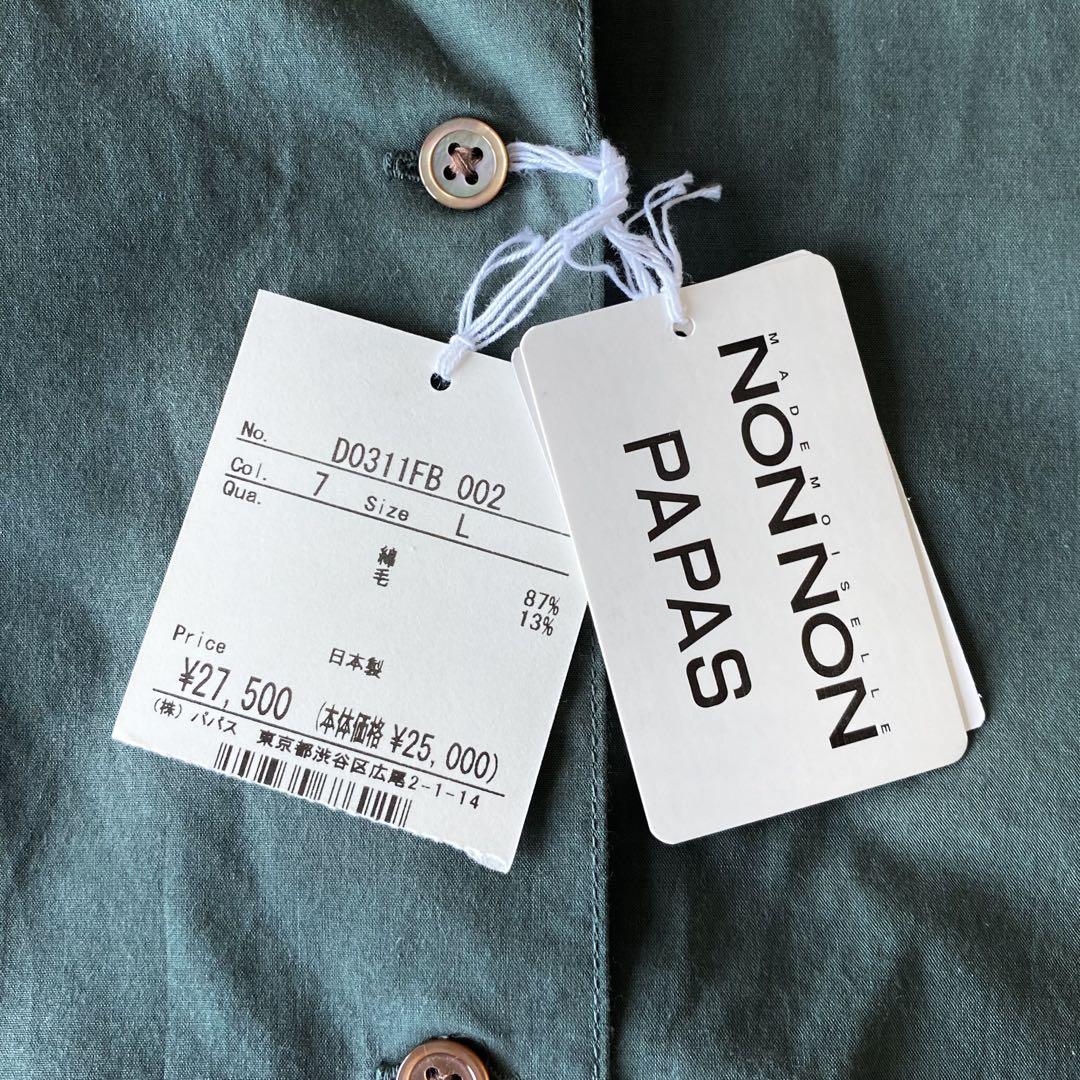 No. D0311FB 002
Col. 7 Size L
Qua.
綿 87%
毛 13%
日本製
Price
¥27,500 (本体価格 ¥25,000)
(株) パパス 東京都渋谷区広尾2-1-14
MADEMOISELLE
NON NON
PAPAS